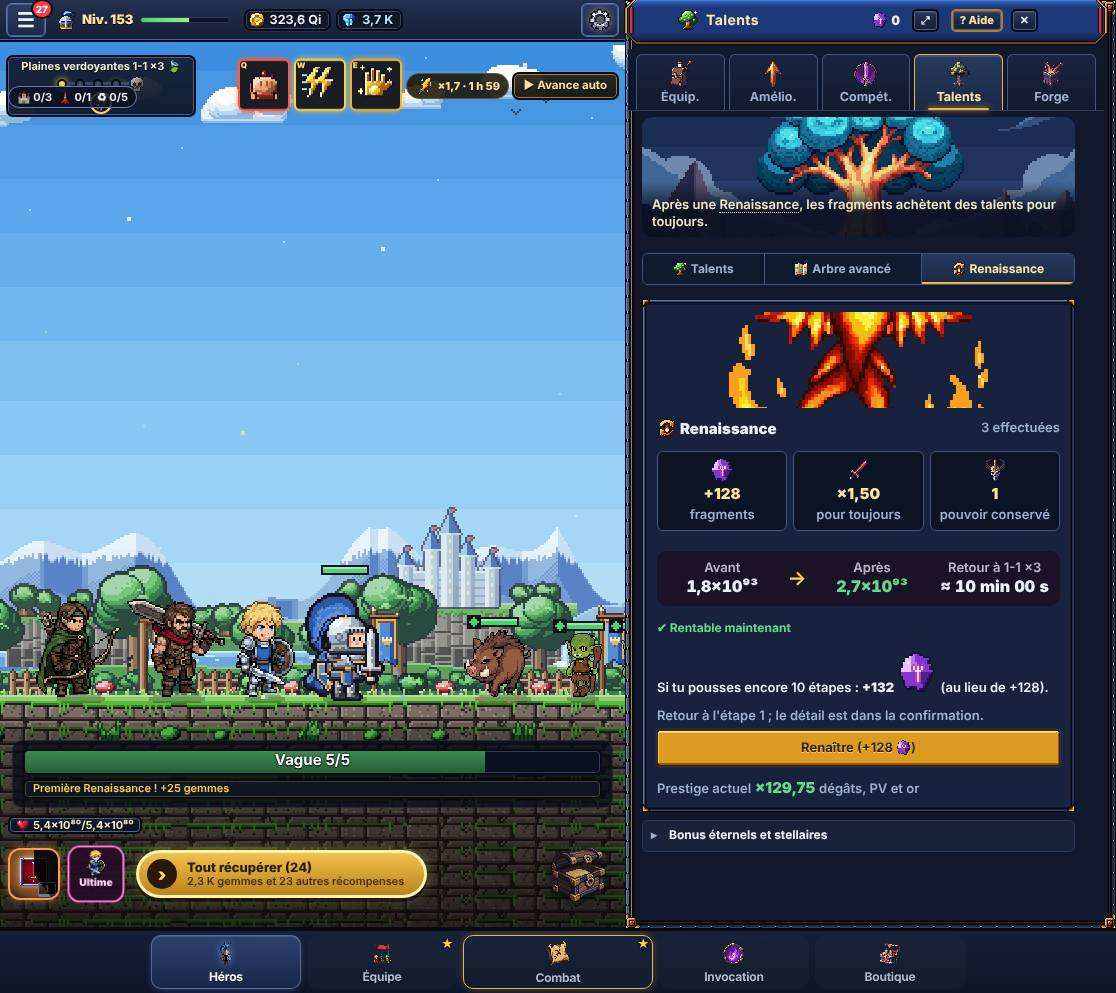 27
Niv. 153
323,6 Qi
3,7 K
Talents
0
? Aide
Plaines verdoyantes 1-1 ×3
0/3
0/1
0/5
Q
W
E
×1,7 · 1 h 59
Avance auto
Équip.
Amélio.
Compét.
Talents
Forge
Après une Renaissance, les fragments achètent des talents pour
toujours.
Talents
Arbre avancé
Renaissance
Renaissance
3 effectuées
+128
fragments
×1,50
pour toujours
1
pouvoir conservé
Avant
1,8×10⁹³
→
Après
2,7×10⁹³
Retour à 1-1 ×3
≈ 10 min 00 s
✔ Rentable maintenant
Si tu pousses encore 10 étapes : +132 (au lieu de +128).
Retour à l'étape 1 ; le détail est dans la confirmation.
Renaître (+128 )
Prestige actuel ×129,75 dégâts, PV et or
Bonus éternels et stellaires
Vague 5/5
Première Renaissance ! +25 gemmes
5,4×10⁸⁰/5,4×10⁸⁰
Ultime
Tout récupérer (24)
2,3 K gemmes et 23 autres récompenses
Héros
Équipe
Combat
Invocation
Boutique